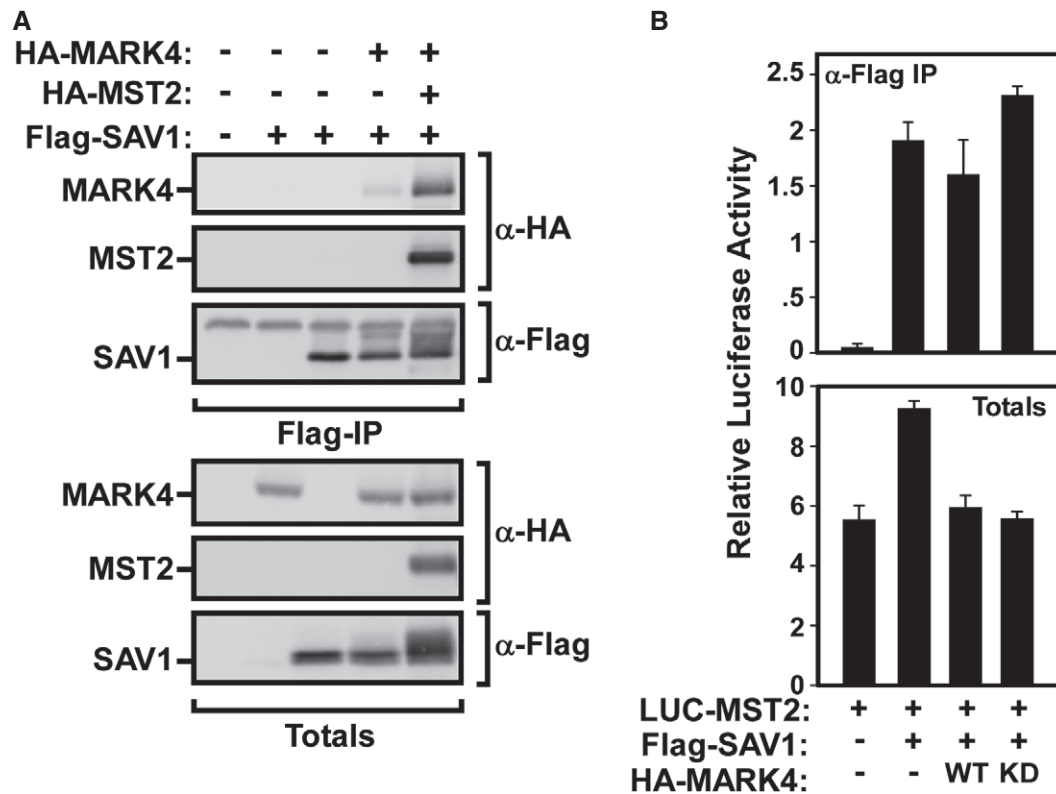 A
HA-MARK4: - - - + +
HA-MST2: - - - - +
Flag-SAV1: - + + + +
MARK4
MST2
α-HA
SAV1
α-Flag
Flag-IP
MARK4
MST2
α-HA
SAV1
α-Flag
Totals
B
Relative Luciferase Activity
α-Flag IP
2.5
2
1.5
1
.5
0
Totals
10
8
6
4
2
0
LUC-MST2: + + + +
Flag-SAV1: - + + +
HA-MARK4: - - WT KD